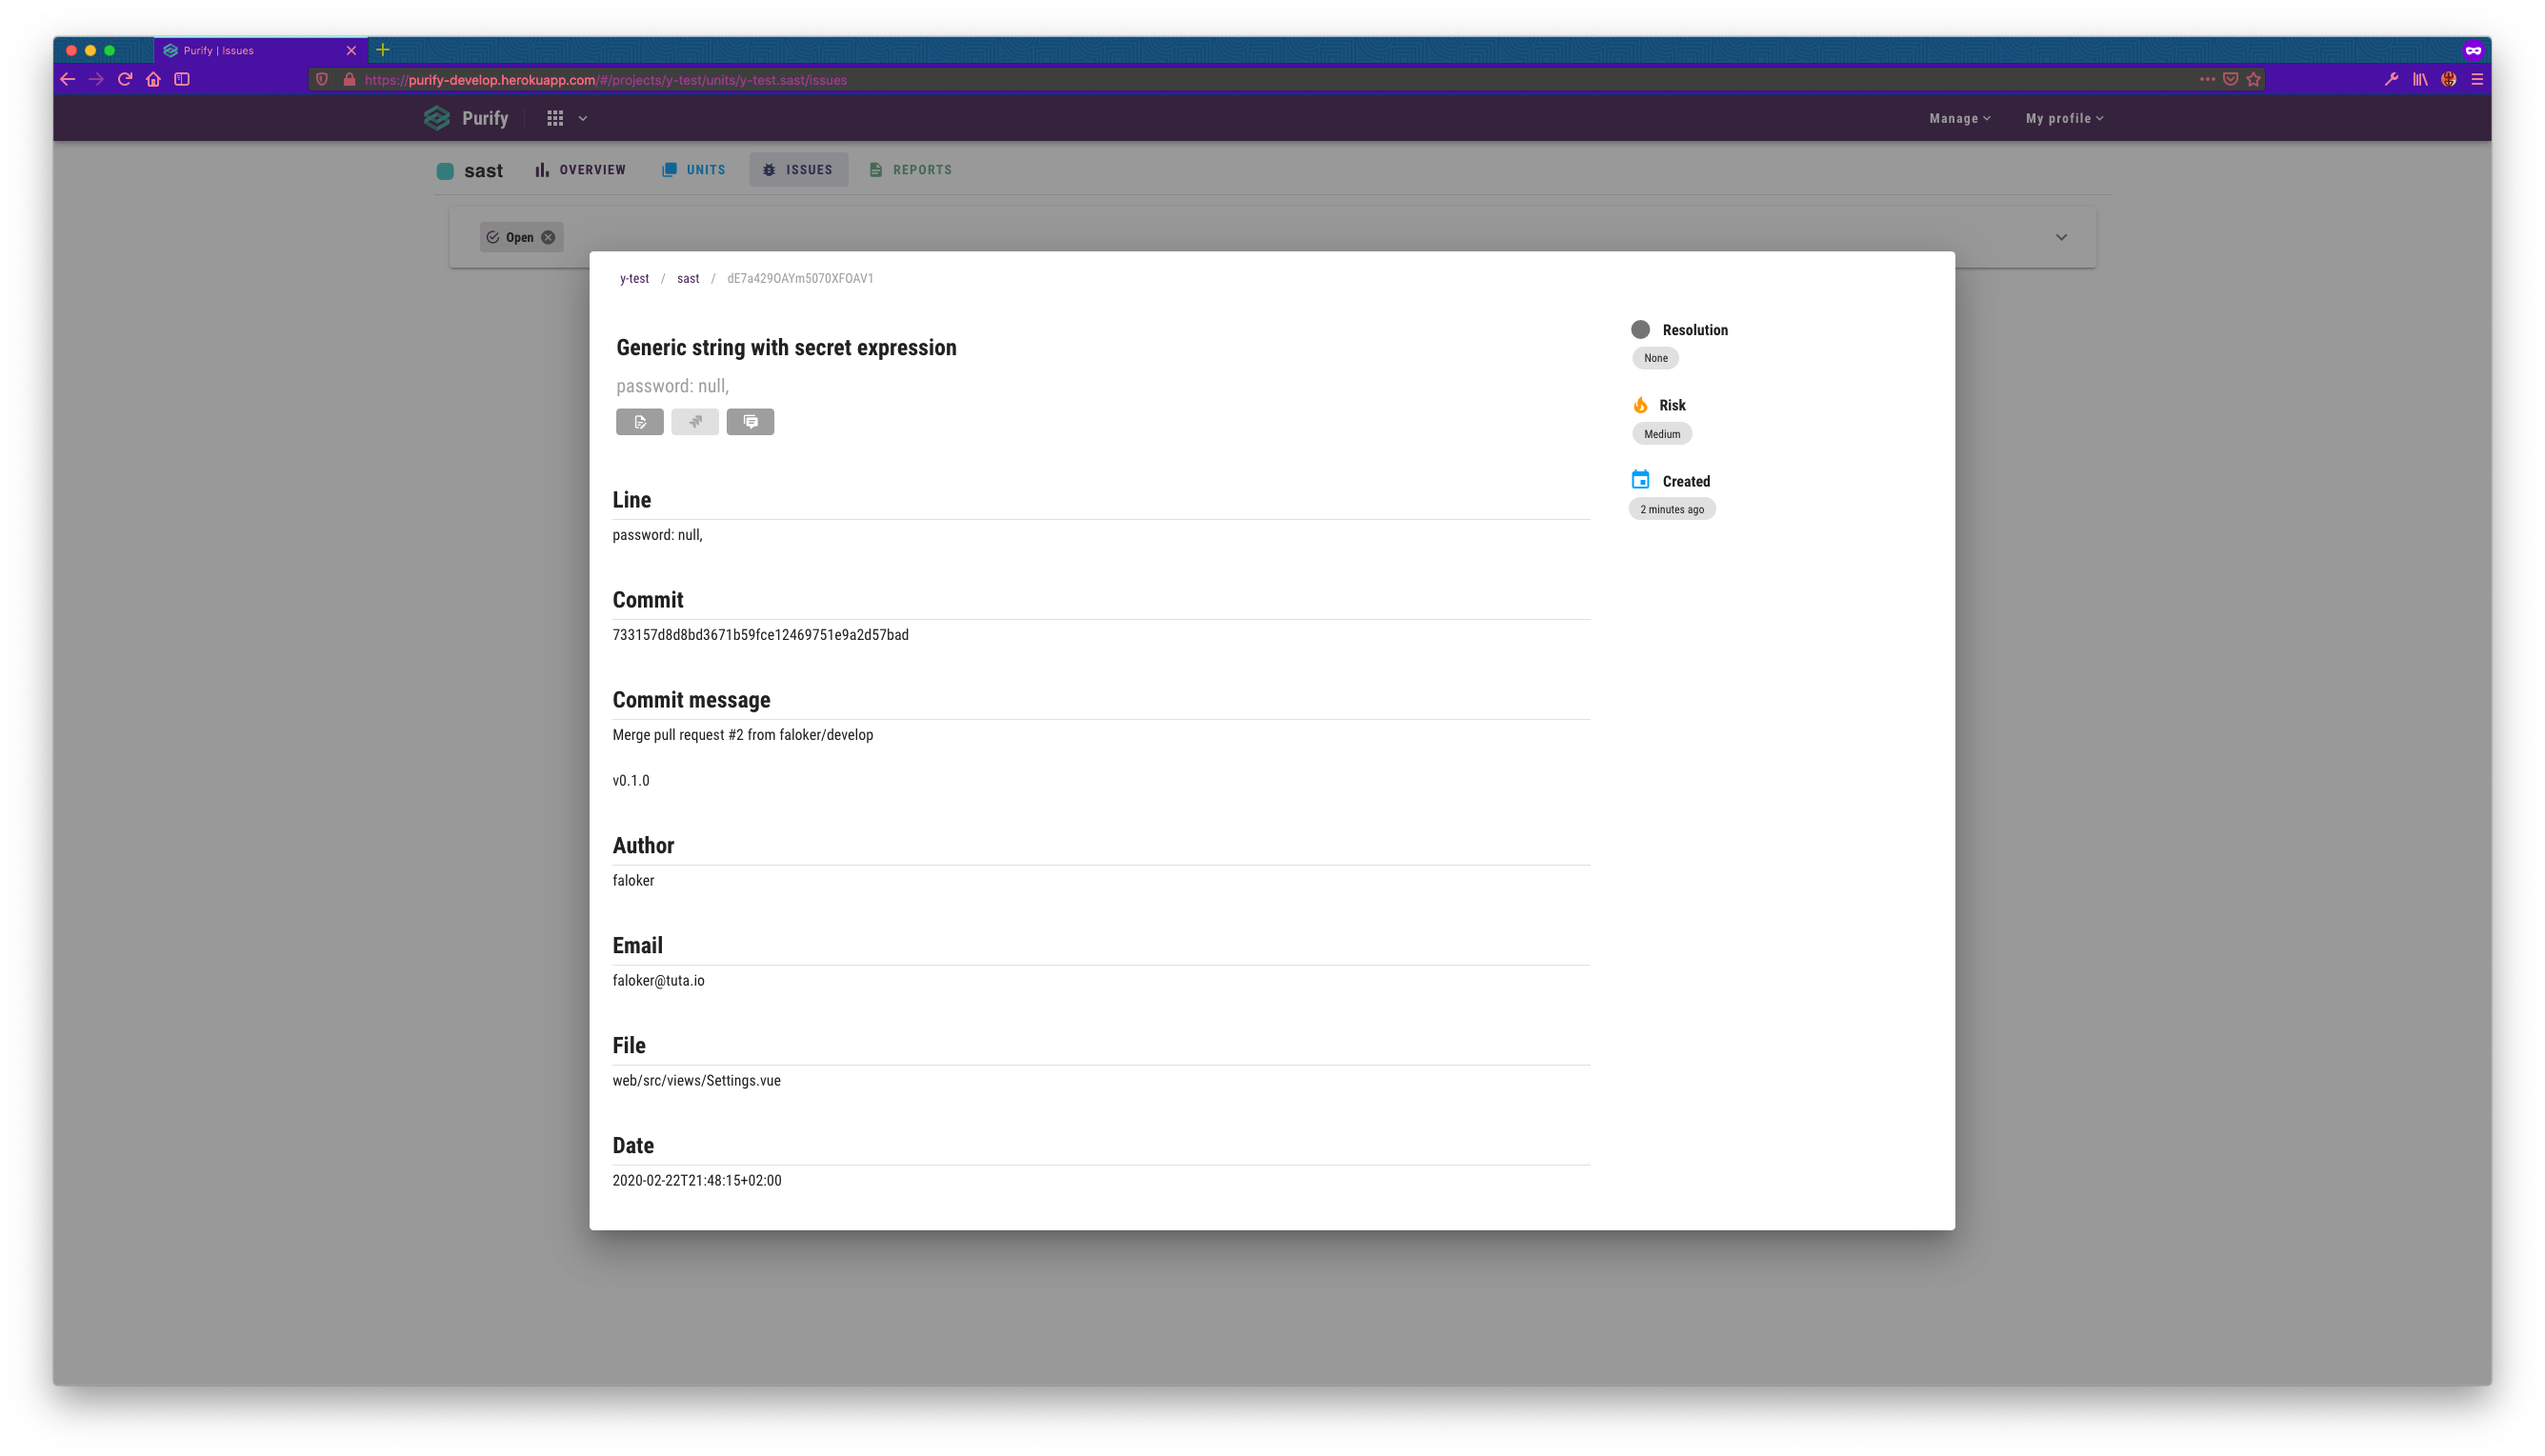 Purify | Issues
https://purify-develop.herokuapp.com/#/projects/y-test/units/y-test.sast/issues
Purify
Manage
My profile
sast
OVERVIEW
UNITS
ISSUES
REPORTS
Open
y-test / sast / dE7a429OAYm5070XFOAV1
Generic string with secret expression
password: null,
Resolution
None
Risk
Medium
Created
2 minutes ago
Line
password: null,
Commit
733157d8d8bd3671b59fce12469751e9a2d57bad
Commit message
Merge pull request #2 from faloker/develop
v0.1.0
Author
faloker
Email
faloker@tuta.io
File
web/src/views/Settings.vue
Date
2020-02-22T21:48:15+02:00